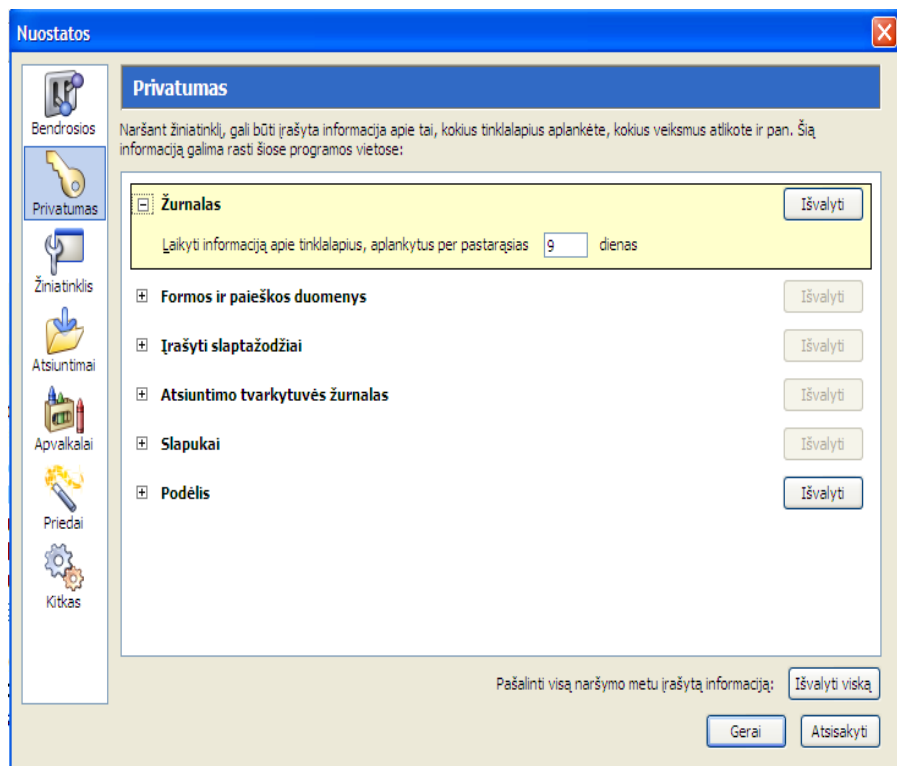 Nuostatos
Bendrosios
Privatumas
Žiniatinklis
Atsiuntimai
Apvalkalai
Priedai
Kitkas
Privatumas
Naršant žiniatinklį, gali būti įrašyta informacija apie tai, kokius tinklalapius aplankėte, kokius veiksmus atlikote ir pan. Šią
informaciją galima rasti šiose programos vietose:
Žurnalas Išvalyti
Laikyti informaciją apie tinklalapius, aplankytus per pastarąsias 9 dienas
Formos ir paieškos duomenys Išvalyti
Įrašyti slaptažodžiai Išvalyti
Atsiuntimo tvarkytuvės žurnalas Išvalyti
Slapukai Išvalyti
Podėlis Išvalyti
Pašalinti visą naršymo metu įrašytą informaciją: Išvalyti viską
Gerai Atsisakyti